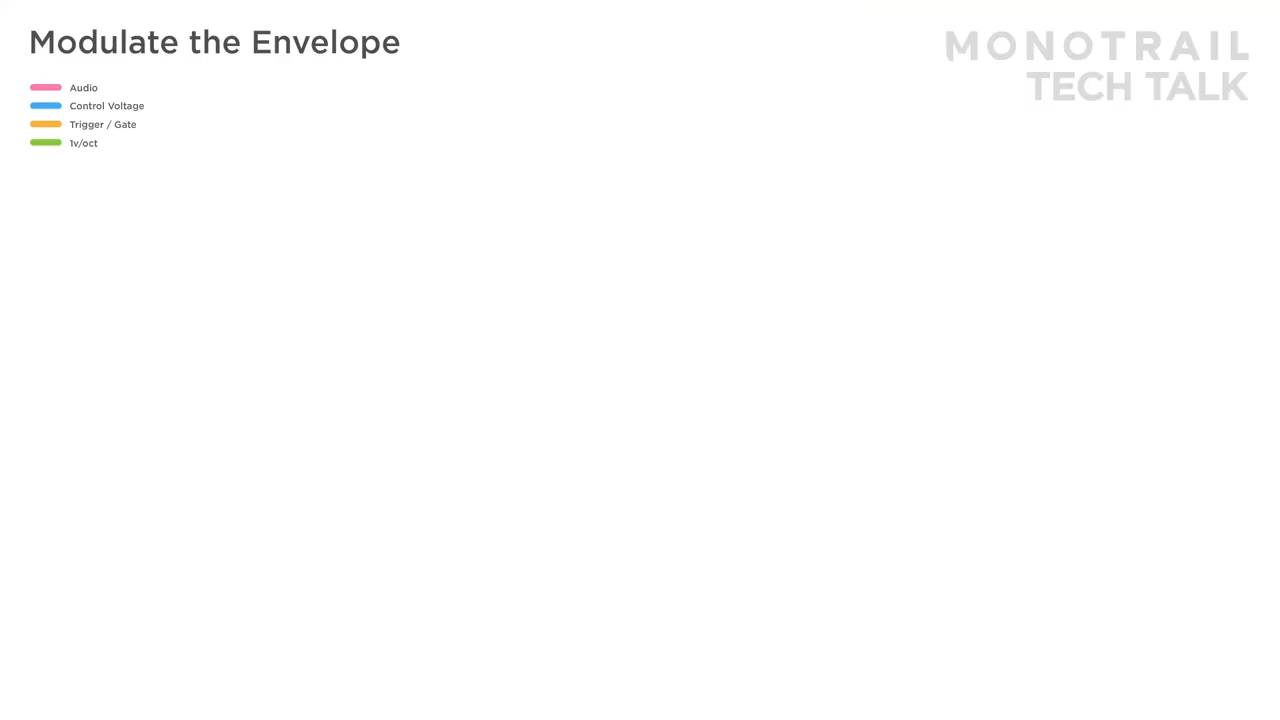 Modulate the Envelope
MONOTRAIL
TECH TALK
Audio
Control Voltage
Trigger / Gate
1v/oct